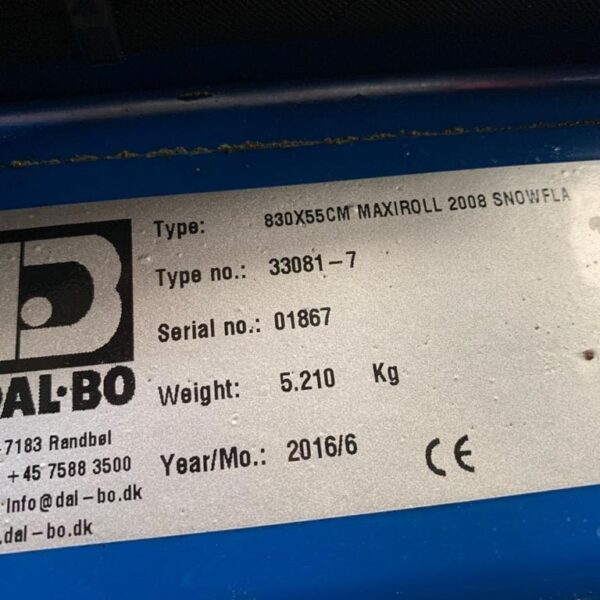 Type: 830X55CM MAXIROLL 2008 SNOWFLA
Type no.: 33081-7
Serial no.: 01867
Weight: 5.210 Kg
Year/Mo.: 2016/6
CE
DAL·BO
-7183 Randbøl
+45 7588 3500
info@dal-bo.dk
.dal-bo.dk